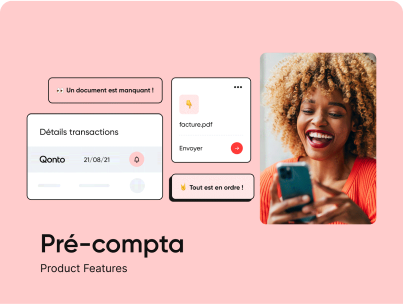 👀 Un document est manquant !
Détails transactions
Qonto
21/08/21
facture.pdf
Envoyer
Tout est en ordre !
Pré-compta
Product Features